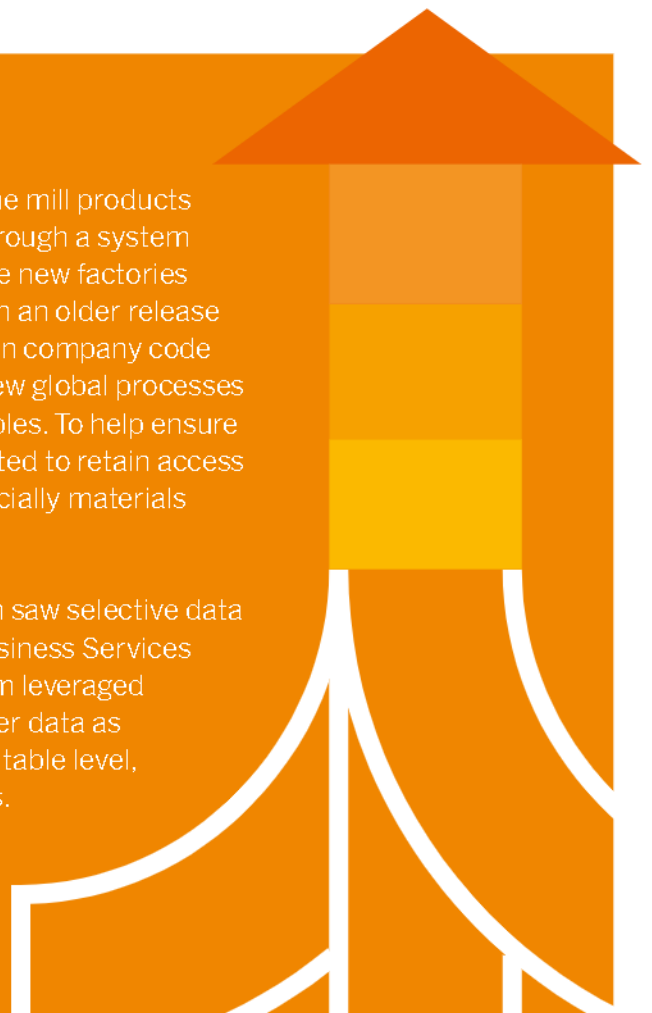 e mill products
rough a system
e new factories
n an older release
n company code
ew global processes
ples. To help ensure
ted to retain access
cially materials
n saw selective data
siness Services
m leveraged
er data as
table level,
s.